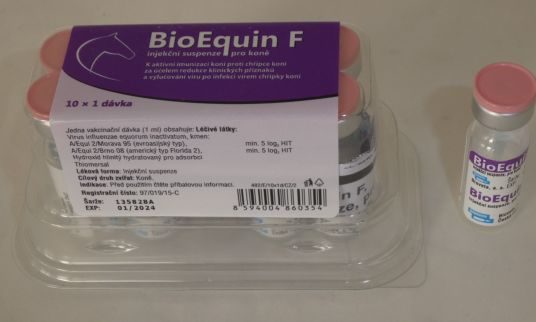 BioEquin F
injekční suspenze pro koně
K aktivní imunizaci koní proti chřipce koní
za účelem redukce klinických příznaků
a vylučování viru po infekci virem chřipky koní
10 x 1 dávka
Jedna vakcinační dávka (1 ml) obsahuje: Léčivé látky:
Virus influenzae equorum inactivatum, kmen:
A/Equi 2/Morava 95 (evroasijský typ), min. 5 log₂ HIT
A/Equi 2/Brno 08 (americký typ Florida 2), min. 5 log₂ HIT
Hydroxid hlinitý hydratovaný pro adsorbci
Thiomersal
Léková forma: Injekční suspenze
Cílový druh zvířat: Koně.
Indikace: Před použitím čtěte příbalovou informaci.
Registrační číslo: 97/019/15-C
Šarže: 135828A
EXP: 01/2024
8 594004 860354
n F.
ze, p
BioEquin
BioEquin